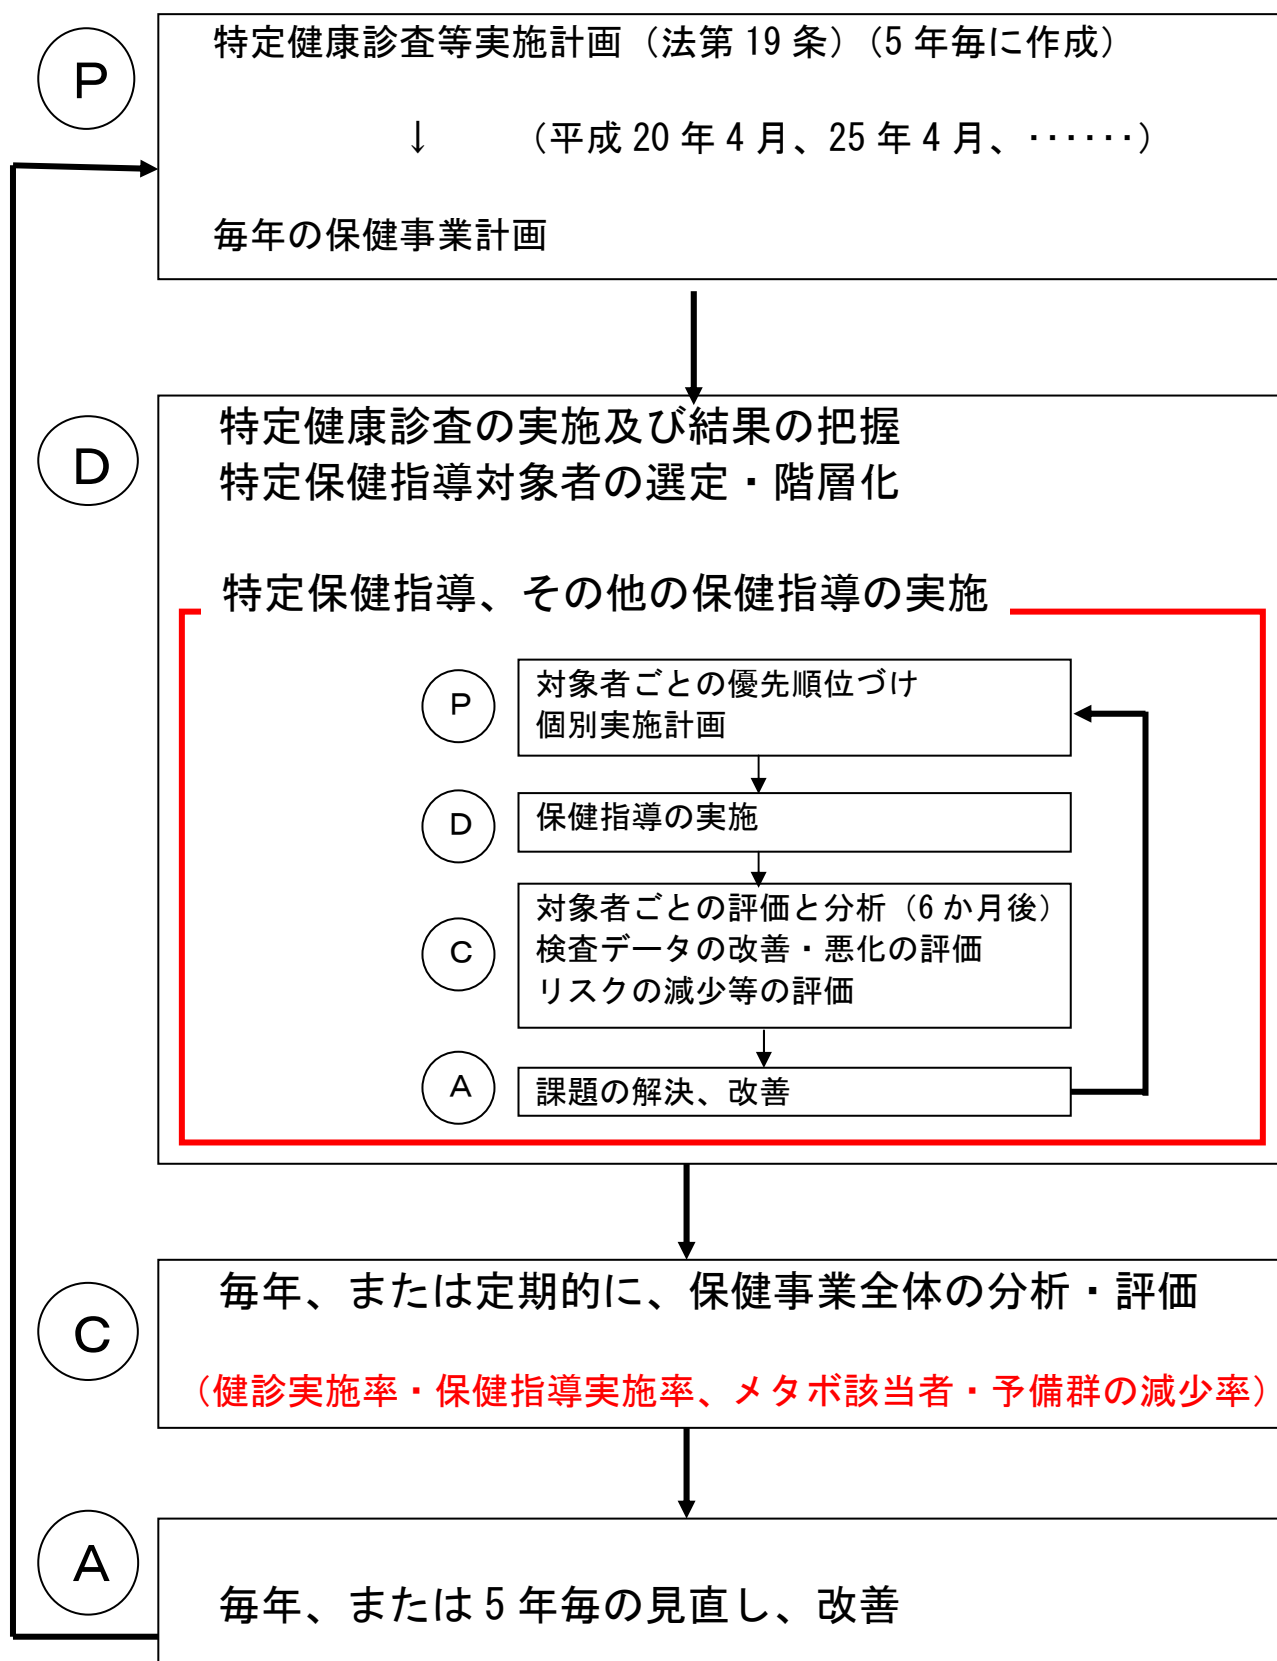 P
特定健康診査等実施計画（法第 19 条）(5 年毎に作成）
↓ （平成 20 年 4 月、25 年 4 月、・・・・・・）
毎年の保健事業計画
D
特定健康診査の実施及び結果の把握
特定保健指導対象者の選定・階層化
特定保健指導、その他の保健指導の実施
P
対象者ごとの優先順位づけ
個別実施計画
D
保健指導の実施
C
対象者ごとの評価と分析（6 か月後）
検査データの改善・悪化の評価
リスクの減少等の評価
A
課題の解決、改善
C
毎年、または定期的に、保健事業全体の分析・評価
（健診実施率・保健指導実施率、メタボ該当者・予備群の減少率）
A
毎年、または 5 年毎の見直し、改善